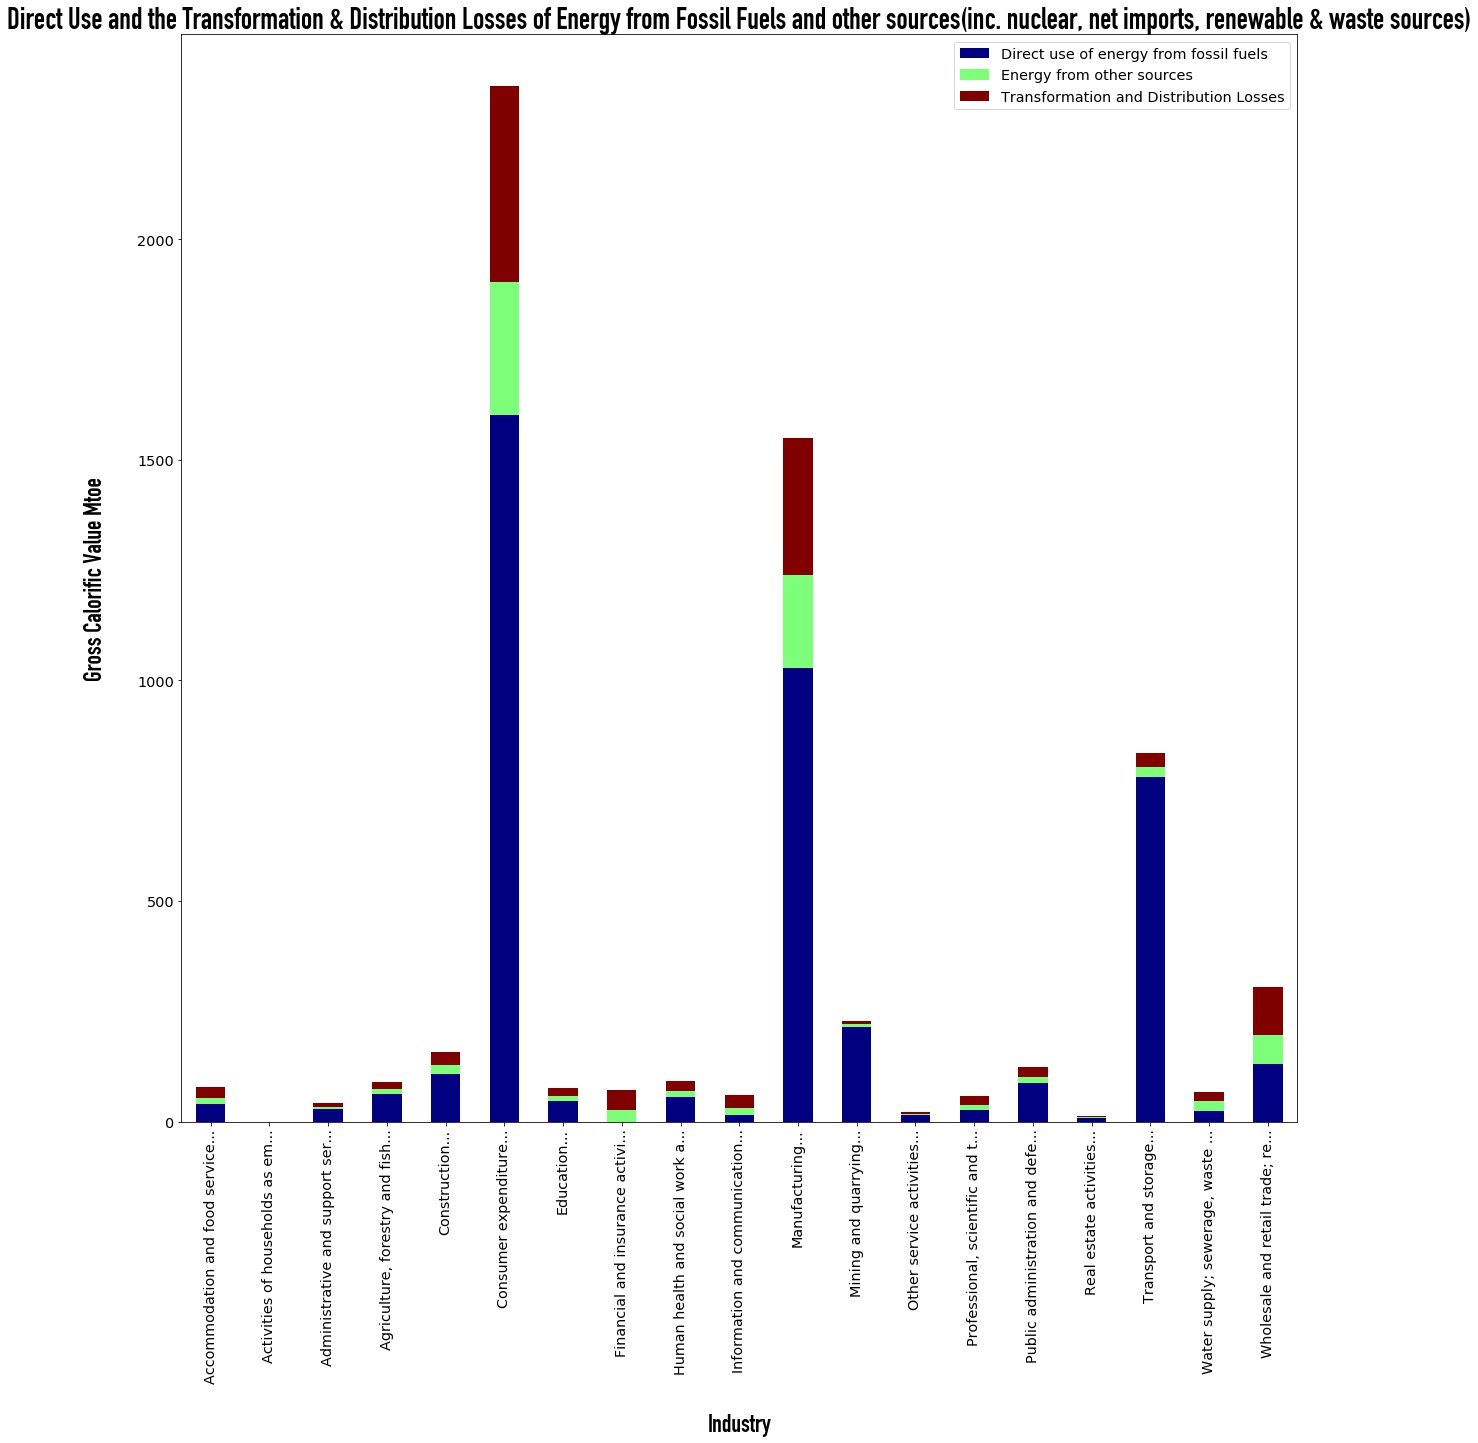 Direct Use and the Transformation & Distribution Losses of Energy from Fossil Fuels and other sources(inc. nuclear, net imports, renewable & waste sources)
Direct use of energy from fossil fuels
Energy from other sources
Transformation and Distribution Losses
Gross Calorific Value Mtoe
2000
1500
1000
500
0
Accommodation and food service...
Activities of households as em...
Administrative and support ser...
Agriculture, forestry and fish...
Construction...
Consumer expenditure...
Education...
Financial and insurance activi...
Human health and social work a...
Information and communication...
Manufacturing...
Mining and quarrying...
Other service activities...
Professional, scientific and t...
Public administration and defe...
Real estate activities...
Transport and storage...
Water supply; sewerage, waste ...
Wholesale and retail trade; re...
Industry